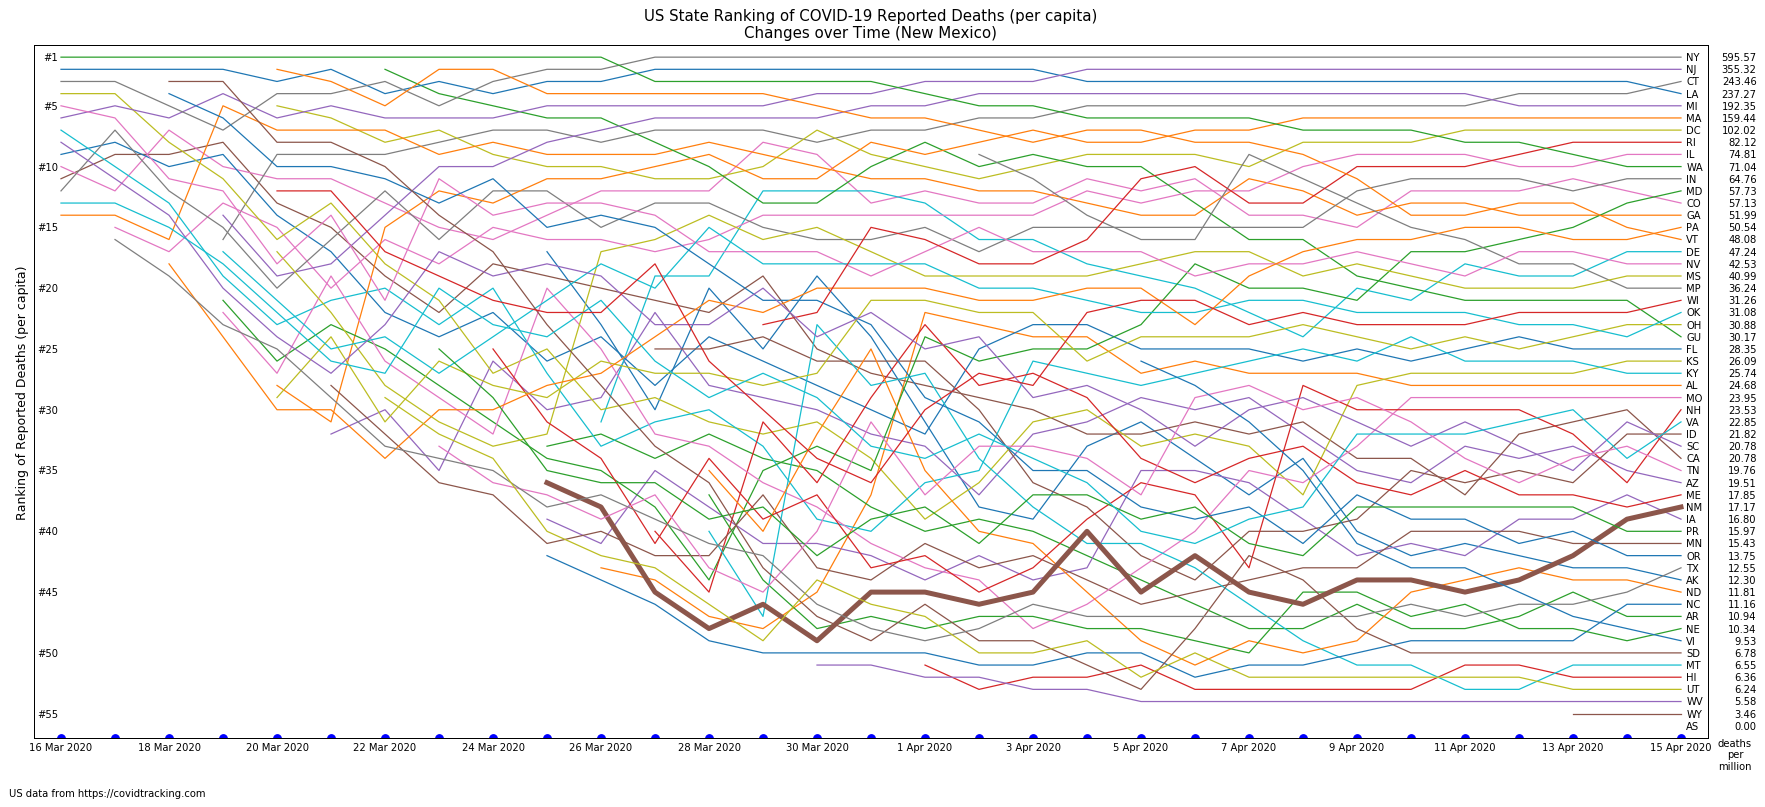 US State Ranking of COVID-19 Reported Deaths (per capita)
Changes over Time (New Mexico)
Ranking of Reported Deaths (per capita)
#1
#5
#10
#15
#20
#25
#30
#35
#40
#45
#50
#55
NY 595.57
NJ 355.32
CT 243.46
LA 237.27
MI 192.35
MA 159.44
DC 102.02
RI 82.12
IL 74.81
WA 71.04
IN 64.76
MD 57.73
CO 57.13
GA 51.99
PA 50.54
VT 48.08
DE 47.24
NV 42.53
MS 40.99
MP 36.24
WI 31.26
OK 31.08
OH 30.88
GU 30.17
FL 28.35
KS 26.09
KY 25.74
AL 24.68
MO 23.95
NH 23.53
VA 22.85
ID 21.82
SC 20.78
CA 20.78
TN 19.76
AZ 19.51
ME 17.85
NM 17.17
IA 16.80
PR 15.97
MN 15.43
OR 13.75
TX 12.55
AK 12.30
ND 11.81
NC 11.16
AR 10.94
NE 10.34
VI 9.53
SD 6.78
MT 6.55
HI 6.36
UT 6.24
WV 5.58
WY 3.46
AS 0.00
16 Mar 2020 18 Mar 2020 20 Mar 2020 22 Mar 2020 24 Mar 2020 26 Mar 2020 28 Mar 2020 30 Mar 2020 1 Apr 2020 3 Apr 2020 5 Apr 2020 7 Apr 2020 9 Apr 2020 11 Apr 2020 13 Apr 2020 15 Apr 2020
deaths
per
million
US data from https://covidtracking.com